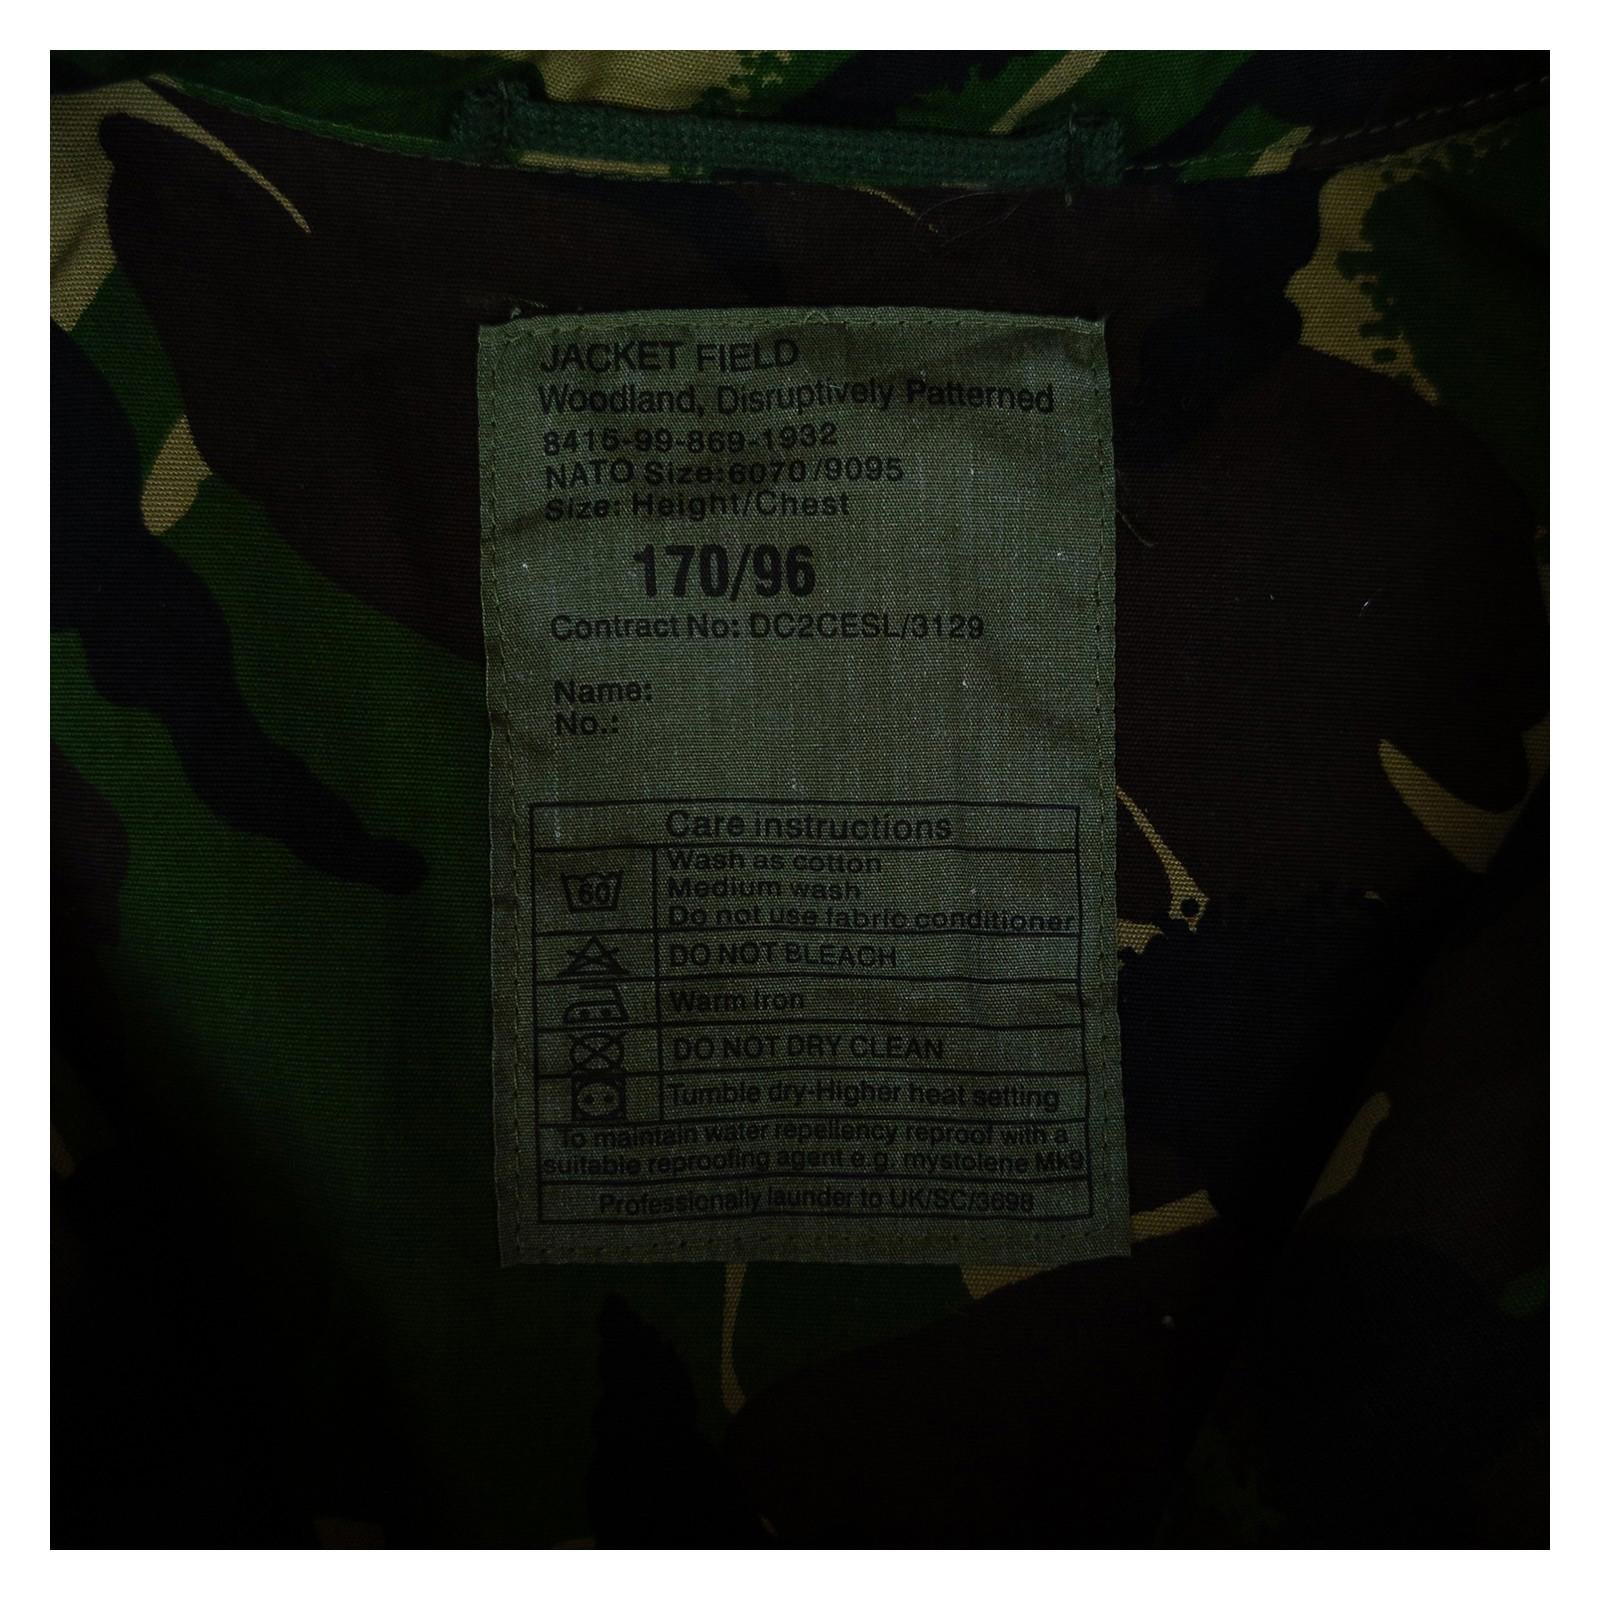 JACKET FIELD
Woodland, Disruptively Patterned
8415-99-869-1932
NATO Size:6070/9095
Size: Height/Chest
170/96
Contract No: DC2CESL/3129
Name:
No.:
Care instructions
60
Wash as cotton
Medium wash
Do not use fabric conditioner
DO NOT BLEACH
Warm Iron
DO NOT DRY CLEAN
Tumble dry-Higher heat setting
To maintain water repellency reproof with a
suitable reproofing agent e.g. mystolene Mk9
Professionally launder to UK/SC/3698